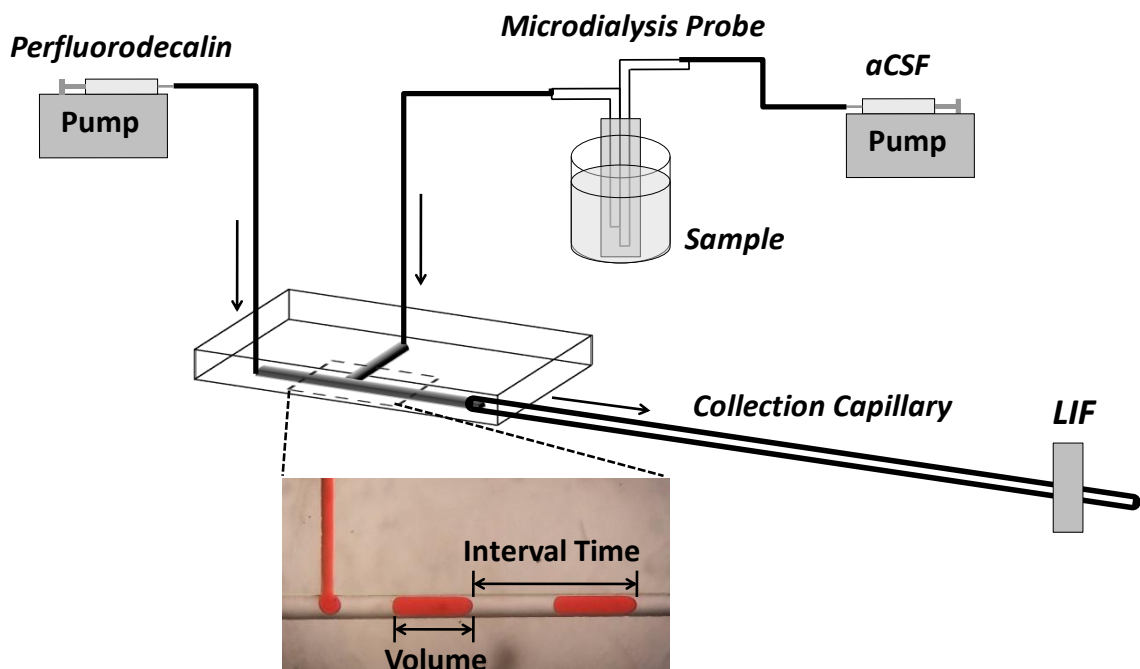 Microdialysis Probe
Perfluorodecalin
aCSF
Pump
Pump
Sample
Collection Capillary
LIF
Interval Time
Volume